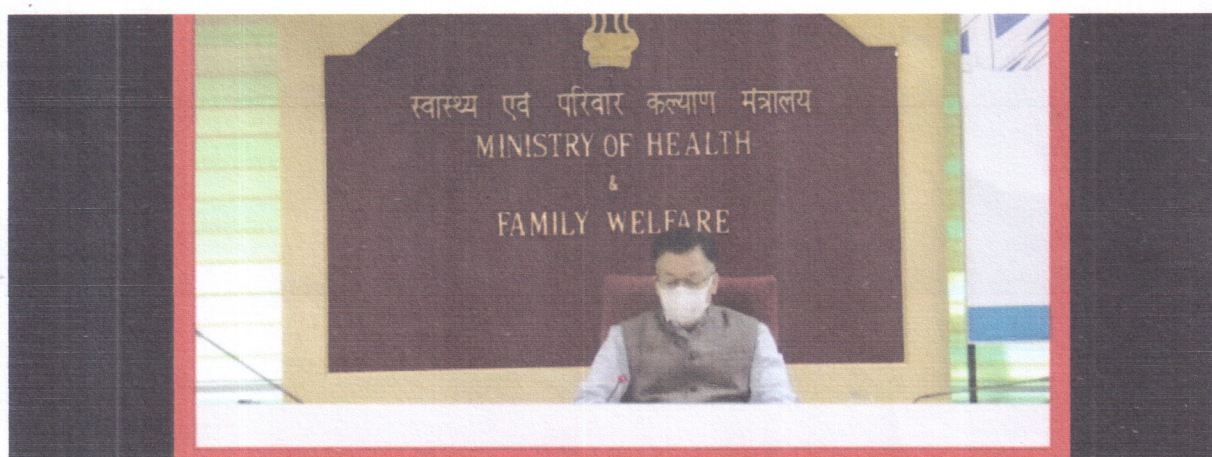 स्वास्थ्य एवं परिवार कल्याण मंत्रालय
MINISTRY OF HEALTH
&
FAMILY WELFARE